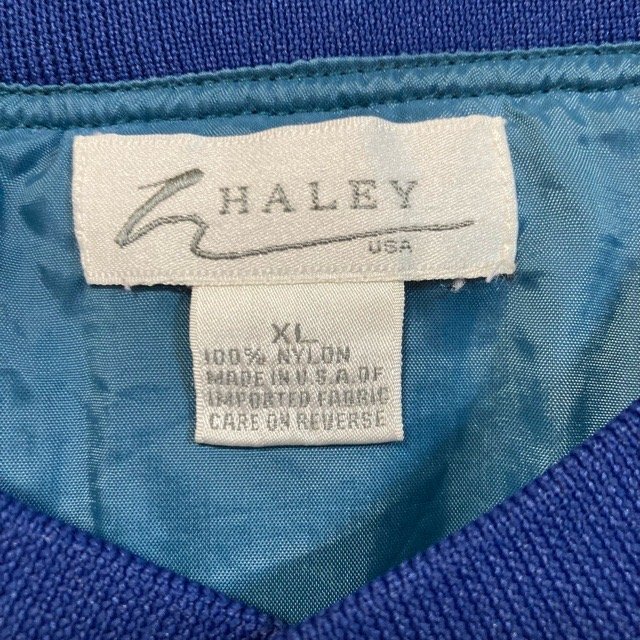 HALEY
USA
XL
100% NYLON
MADE IN U.S.A. OF
IMPORTED FABRIC
CARE ON REVERSE